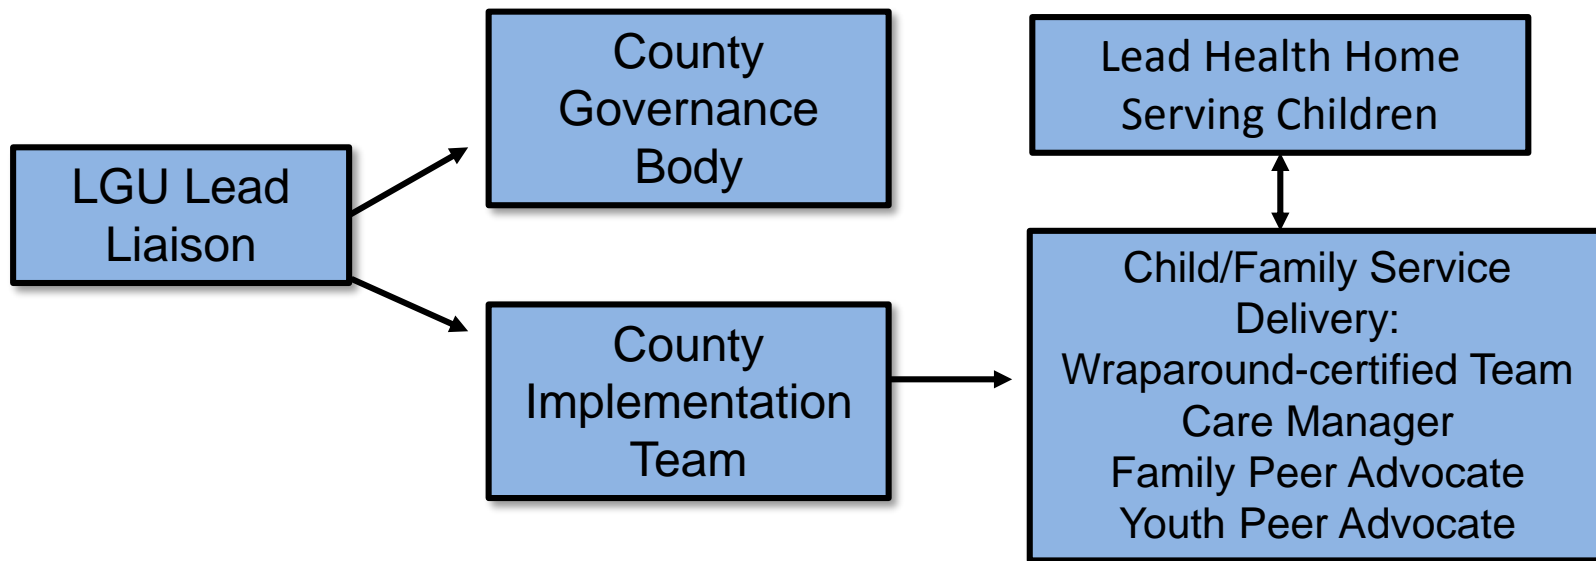 LGU Lead
Liaison
County
Governance
Body
County
Implementation
Team
Lead Health Home
Serving Children
Child/Family Service
Delivery:
Wraparound-certified Team
Care Manager
Family Peer Advocate
Youth Peer Advocate